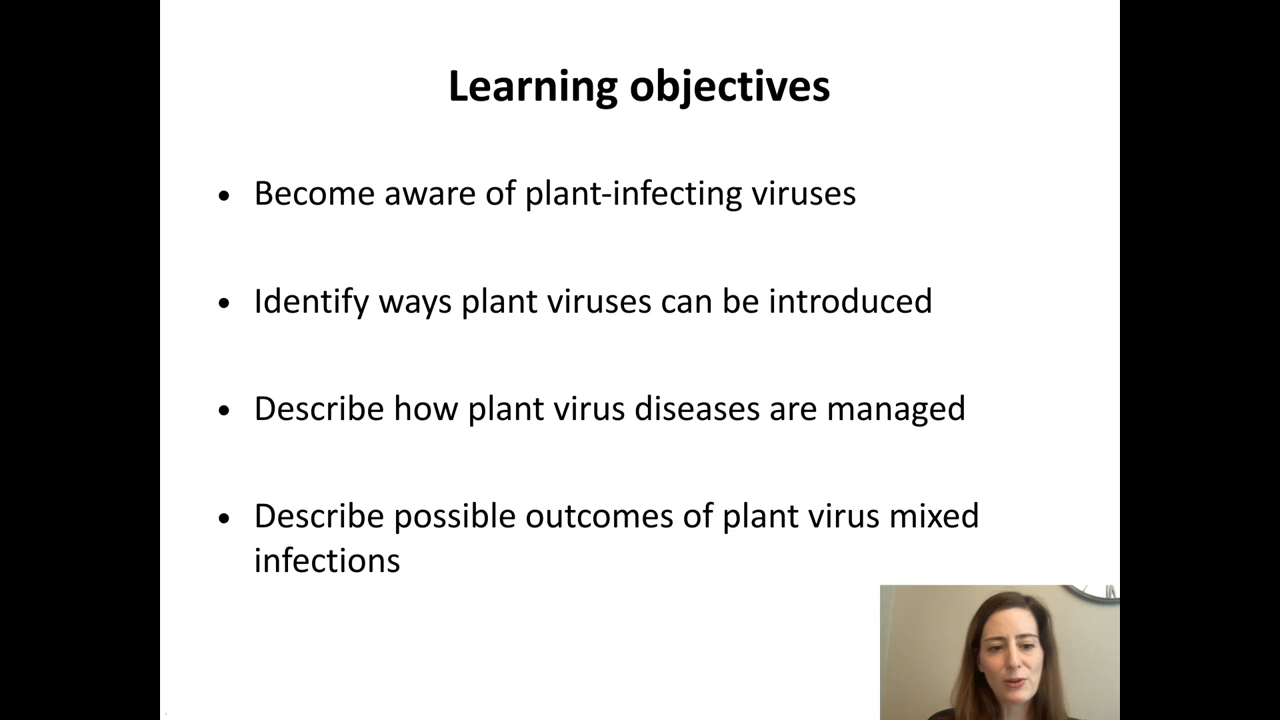 Learning objectives
• Become aware of plant-infecting viruses
• Identify ways plant viruses can be introduced
• Describe how plant virus diseases are managed
• Describe possible outcomes of plant virus mixed
infections